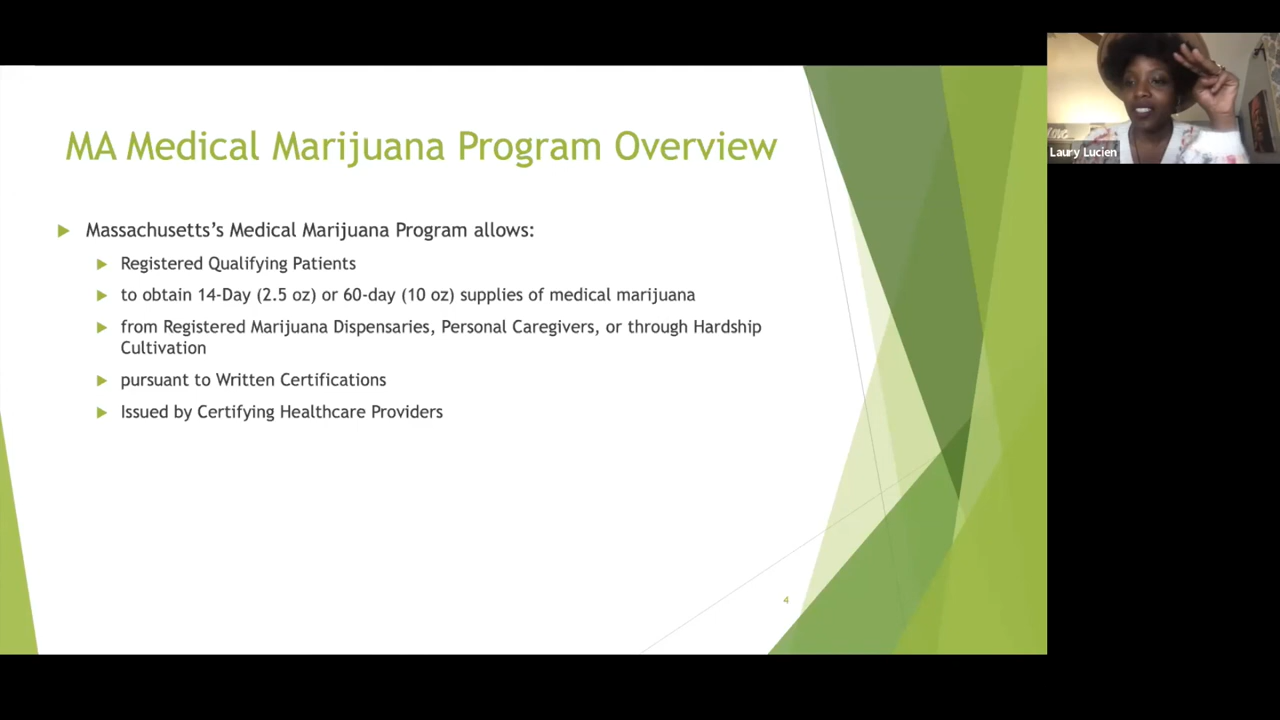 MA Medical Marijuana Program Overview
Massachusetts’s Medical Marijuana Program allows:
Registered Qualifying Patients
to obtain 14-Day (2.5 oz) or 60-day (10 oz) supplies of medical marijuana
from Registered Marijuana Dispensaries, Personal Caregivers, or through Hardship
Cultivation
pursuant to Written Certifications
Issued by Certifying Healthcare Providers
4
Laury Lucien